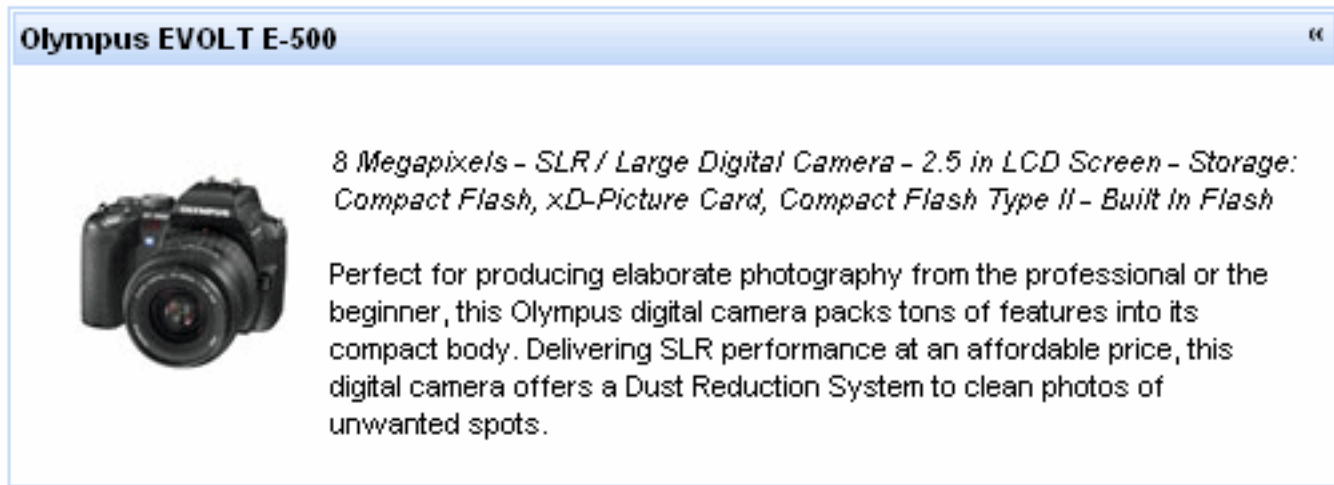 Olympus EVOLT E-500 «
8 Megapixels - SLR / Large Digital Camera - 2.5 in LCD Screen - Storage:
Compact Flash, xD-Picture Card, Compact Flash Type II - Built In Flash
OLYMPUS
Perfect for producing elaborate photography from the professional or the
beginner, this Olympus digital camera packs tons of features into its
compact body. Delivering SLR performance at an affordable price, this
digital camera offers a Dust Reduction System to clean photos of
unwanted spots.